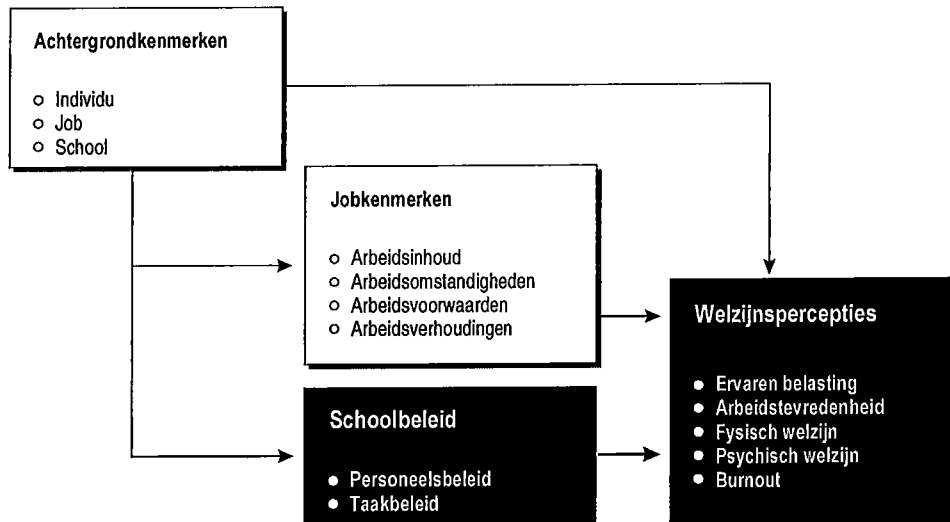 Achtergrondkenmerken
Individu
Job
School
Jobkenmerken
Arbeidsinhoud
Arbeidsomstandigheden
Arbeidsvoorwaarden
Arbeidsverhoudingen
Schoolbeleid
Personeelsbeleid
Taakbeleid
Welzijnspercepties
Ervaren belasting
Arbeidstevredenheid
Fysisch welzijn
Psychisch welzijn
Burnout